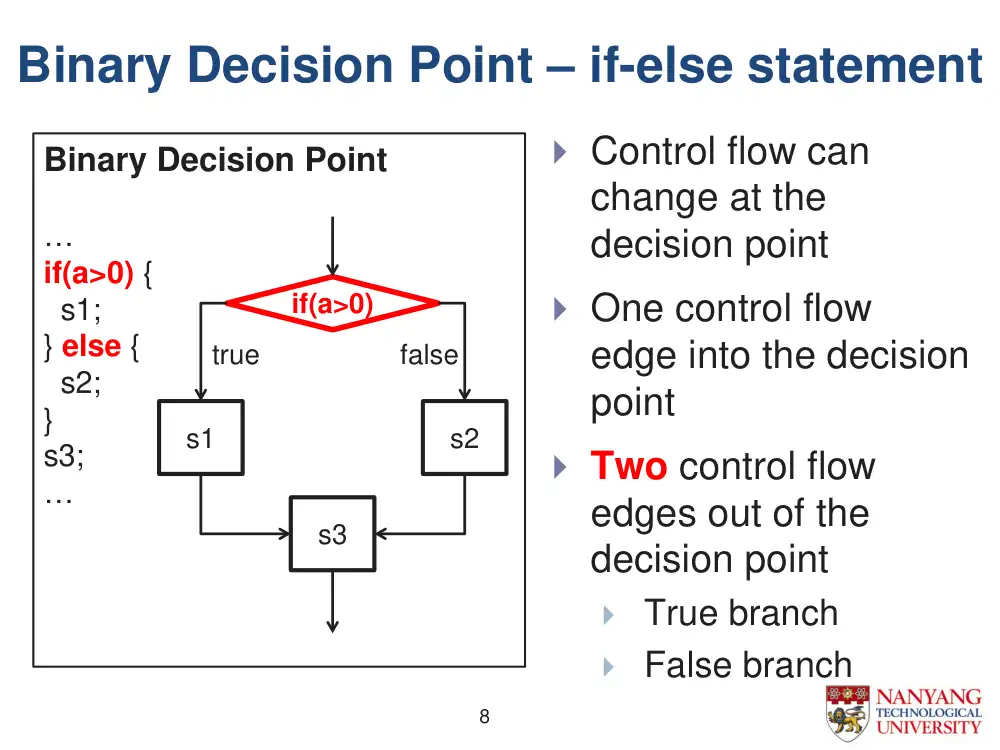 Binary Decision Point – if-else statement
Binary Decision Point
…
if(a>0) {
s1;
} else {
s2;
}
s3;
…
if(a>0)
true
false
s1
s2
s3
Control flow can
change at the
decision point
One control flow
edge into the decision
point
Two control flow
edges out of the
decision point
True branch
False branch
8
NANYANG
TECHNOLOGICAL
UNIVERSITY